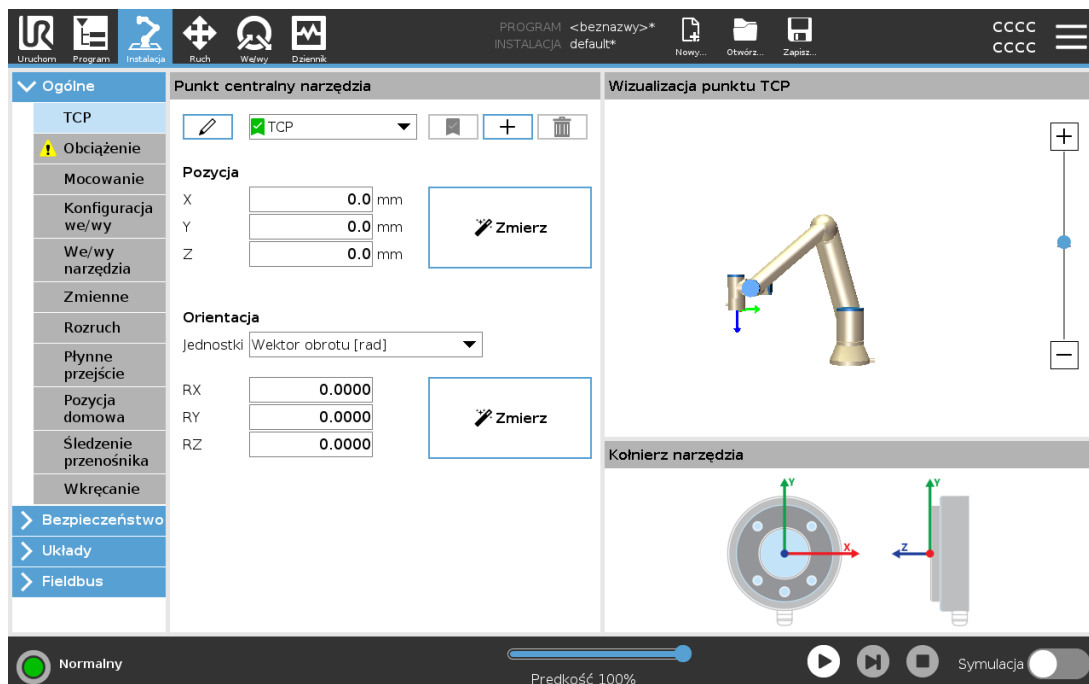 PROGRAM <beznazwy>*
INSTALACJA default*
CCCC
CCCC
Uruchom Program Instalacja Ruch We/wy Dziennik Nowy... Otwórz... Zapisz...
Ogólne
TCP
Obciążenie
Mocowanie
Konfiguracja
we/wy
We/wy
narzędzia
Zmienne
Rozruch
Płynne
przejście
Pozycja
domowa
Śledzenie
przenośnika
Wkręcanie
Bezpieczeństwo
Układy
Fieldbus
Punkt centralny narzędzia
TCP
Pozycja
X 0.0 mm
Y 0.0 mm
Z 0.0 mm
Zmierz
Orientacja
Jednostki Wektor obrotu [rad]
RX 0.0000
RY 0.0000
RZ 0.0000
Zmierz
Wizualizacja punktu TCP
Kołnierz narzędzia
Y
X
Y
Z
Normalny
Prędkość 100%
Symulacja